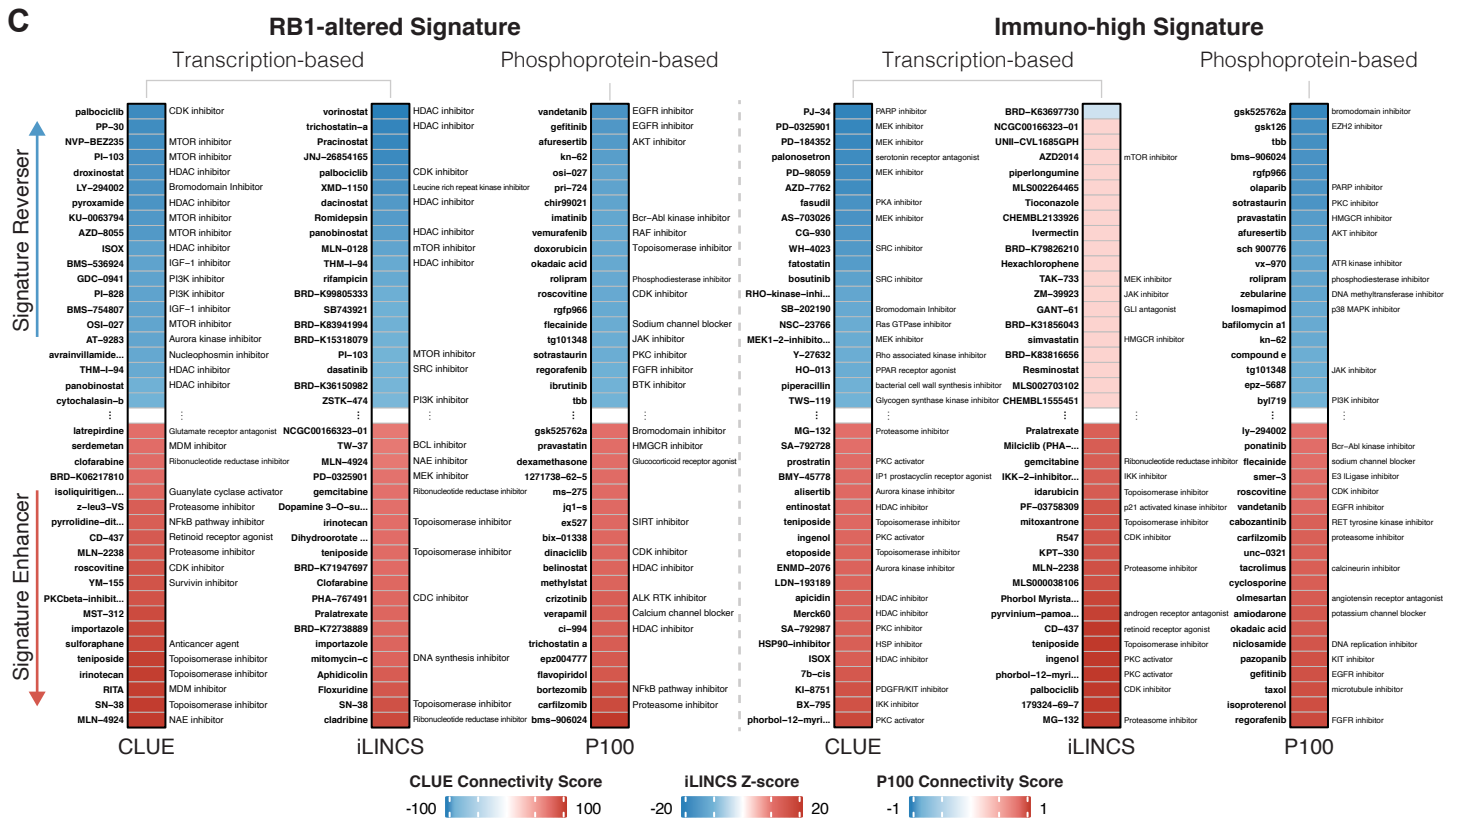 C
RB1-altered Signature
Immuno-high Signature
Transcription-based
Phosphoprotein-based
Transcription-based
Phosphoprotein-based
Signature Reverser
Signature Enhancer
palbociclib CDK inhibitor
PP-30
NVP-BEZ235 MTOR inhibitor
PI-103 MTOR inhibitor
droxinostat HDAC inhibitor
LY-294002 Bromodomain Inhibitor
pyroxamide HDAC inhibitor
KU-0063794 MTOR inhibitor
AZD-8055 MTOR inhibitor
ISOX HDAC inhibitor
BMS-536924 IGF-1 inhibitor
GDC-0941 PI3K inhibitor
PI-828 PI3K inhibitor
BMS-754807 IGF-1 inhibitor
OSI-027 MTOR inhibitor
AT-9283 Aurora kinase inhibitor
avrainvillamide... Nucleophosmin inhibitor
THM-I-94 HDAC inhibitor
panobinostat HDAC inhibitor
cytochalasin-b
⋮ ⋮
latrepirdine Glutamate receptor antagonist
serdemetan MDM inhibitor
clofarabine Ribonucleotide reductase inhibitor
BRD-K06217810
isoliquiritigen... Guanylate cyclase activator
z-leu3-VS Proteasome inhibitor
pyrrolidine-dit... NFkB pathway inhibitor
CD-437 Retinoid receptor agonist
MLN-2238 Proteasome inhibitor
roscovitine CDK inhibitor
YM-155 Survivin inhibitor
PKCbeta-inhibit...
MST-312
importazole
sulforaphane Anticancer agent
teniposide Topoisomerase inhibitor
irinotecan Topoisomerase inhibitor
RITA MDM inhibitor
SN-38 Topoisomerase inhibitor
MLN-4924 NAE inhibitor
CLUE
vorinostat HDAC inhibitor
trichostatin-a HDAC inhibitor
Pracinostat
JNJ-26854165
palbociclib CDK inhibitor
XMD-1150 Leucine rich repeat kinase inhibitor
dacinostat HDAC inhibitor
Romidepsin
panobinostat HDAC inhibitor
MLN-0128 mTOR inhibitor
THM-I-94 HDAC inhibitor
rifampicin
BRD-K99805333
SB743921
BRD-K83941994
BRD-K15318079
PI-103 MTOR inhibitor
dasatinib SRC inhibitor
BRD-K36150982
ZSTK-474 PI3K inhibitor
⋮ ⋮
NCGC00166323-01
TW-37 BCL inhibitor
MLN-4924 NAE inhibitor
PD-0325901 MEK inhibitor
gemcitabine Ribonucleotide reductase inhibitor
Dopamine 3-O-su...
irinotecan Topoisomerase inhibitor
Dihydroorotate ...
teniposide Topoisomerase inhibitor
BRD-K71947697
Clofarabine
PHA-767491 CDC inhibitor
Pralatrexate
BRD-K72738889
importazole
mitomycin-c DNA synthesis inhibitor
Aphidicolin
Floxuridine
SN-38 Topoisomerase inhibitor
cladribine Ribonucleotide reductase inhibitor
iLINCS
vandetanib EGFR inhibitor
gefitinib EGFR inhibitor
afuresertib AKT inhibitor
kn-62
osi-027
pri-724
chir99021
imatinib Bcr-Abl kinase inhibitor
vemurafenib RAF inhibitor
doxorubicin Topoisomerase inhibitor
okadaic acid
rolipram Phosphodiesterase inhibitor
roscovitine CDK inhibitor
rgfp966
flecainide Sodium channel blocker
tg101348 JAK inhibitor
sotrastaurin PKC inhibitor
regorafenib FGFR inhibitor
ibrutinib BTK inhibitor
tbb
⋮ ⋮
gsk525762a Bromodomain inhibitor
pravastatin HMGCR inhibitor
dexamethasone Glucocorticoid receptor agonist
1271738-62-5
ms-275
jq1-s
ex527 SIRT inhibitor
bix-01338
dinaciclib CDK inhibitor
belinostat HDAC inhibitor
methylstat
crizotinib ALK RTK inhibitor
verapamil Calcium channel blocker
ci-994 HDAC inhibitor
trichostatin a
epz004777
flavopiridol
bortezomib NFkB pathway inhibitor
carfilzomib Proteasome inhibitor
bms-906024
P100
PJ-34 PARP inhibitor
PD-0325901 MEK inhibitor
PD-184352 MEK inhibitor
palonosetron serotonin receptor antagonist
PD-98059 MEK inhibitor
AZD-7762
fasudil PKA inhibitor
AS-703026 MEK inhibitor
CG-930
WH-4023 SRC inhibitor
fatostatin
bosutinib SRC inhibitor
RHO-kinase-inhi...
SB-202190 Bromodomain Inhibitor
NSC-23766 Ras GTPase inhibitor
MEK1-2-inhibito... MEK inhibitor
Y-27632 Rho associated kinase inhibitor
HO-013 PPAR receptor agonist
piperacillin bacterial cell wall synthesis inhibitor
TWS-119 Glycogen synthase kinase inhibitor
⋮ ⋮
MG-132 Proteasome inhibitor
SA-792728
prostratin PKC activator
BMY-45778 IP1 prostacyclin receptor agonist
alisertib Aurora kinase inhibitor
entinostat HDAC inhibitor
teniposide Topoisomerase inhibitor
ingenol PKC activator
etoposide Topoisomerase inhibitor
ENMD-2076 Aurora kinase inhibitor
LDN-193189
apicidin HDAC inhibitor
Merck60 HDAC inhibitor
SA-792987 PKC inhibitor
HSP90-inhibitor HSP inhibitor
ISOX HDAC inhibitor
7b-cis
KI-8751 PDGFR/KIT inhibitor
BX-795 IKK inhibitor
phorbol-12-myri... PKC activator
CLUE
BRD-K63697730
NCGC00166323-01
UNII-CVL1685GPH
AZD2014 mTOR inhibitor
piperlongumine
MLS002264465
Tioconazole
CHEMBL2133926
Ivermectin
BRD-K79826210
Hexachlorophene
TAK-733 MEK inhibitor
ZM-39923 JAK inhibitor
GANT-61 GLI antagonist
BRD-K31856043
simvastatin HMGCR inhibitor
BRD-K83816656
Resminostat
MLS002703102
CHEMBL1555451
⋮ ⋮
Pralatrexate
Milciclib (PHA-...
gemcitabine Ribonucleotide reductase inhibitor
IKK-2-inhibitor... IKK inhibitor
idarubicin Topoisomerase inhibitor
PF-03758309 p21 activated kinase inhibitor
mitoxantrone Topoisomerase inhibitor
R547 CDK inhibitor
KPT-330
MLN-2238 Proteasome inhibitor
MLS000038106
Phorbol Myrista...
pyrvinium-pamoa... androgen receptor antagonist
CD-437 retinoid receptor agonist
teniposide Topoisomerase inhibitor
ingenol PKC activator
phorbol-12-myri... PKC activator
palbociclib CDK inhibitor
179324-69-7
MG-132 Proteasome inhibitor
iLINCS
gsk525762a bromodomain inhibitor
gsk126 EZH2 inhibitor
tbb
bms-906024
rgfp966
olaparib PARP inhibitor
sotrastaurin PKC inhibitor
pravastatin HMGCR inhibitor
afuresertib AKT inhibitor
sch 900776
vx-970 ATR kinase inhibitor
rolipram phosphodiesterase inhibitor
zebularine DNA methyltransferase inhibitor
losmapimod p38 MAPK inhibitor
bafilomycin a1
kn-62
compound e
tg101348 JAK inhibitor
epz-5687
byl719 PI3K inhibitor
⋮ ⋮
ly-294002
ponatinib Bcr-Abl kinase inhibitor
flecainide sodium channel blocker
smer-3 E3 lLigase inhibitor
roscovitine CDK inhibitor
vandetanib EGFR inhibitor
cabozantinib RET tyrosine kinase inhibitor
carfilzomib proteasome inhibitor
unc-0321
tacrolimus calcineurin inhibitor
cyclosporine
olmesartan angiotensin receptor antagonist
amiodarone potassium channel blocker
okadaic acid
niclosamide DNA replication inhibitor
pazopanib KIT inhibitor
gefitinib EGFR inhibitor
taxol microtubule inhibitor
isoproterenol
regorafenib FGFR inhibitor
P100
CLUE Connectivity Score
-100 100
iLINCS Z-score
-20 20
P100 Connectivity Score
-1 1